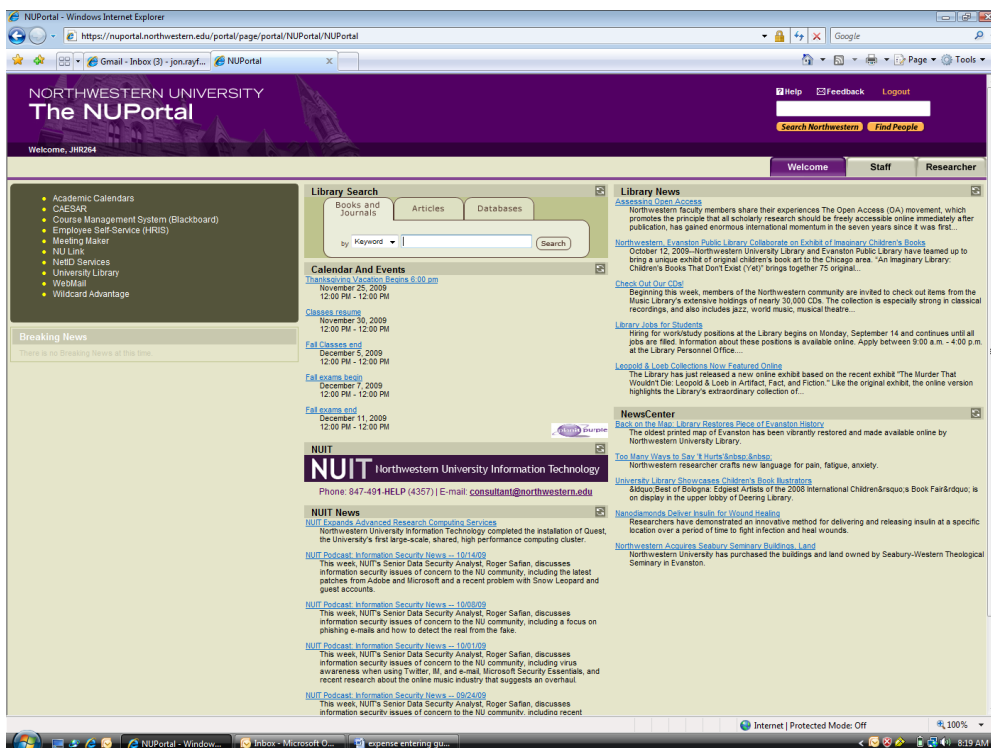 NUPortal - Windows Internet Explorer
https://nuportal.northwestern.edu/portal/page/portal/NUPortal/NUPortal
Google
Gmail - Inbox (3) - jon.rayf...
NUPortal
Page
Tools
NORTHWESTERN UNIVERSITY
The NUPortal
Help
Feedback
Logout
Search Northwestern
Find People
Welcome, JHR264
Welcome
Staff
Researcher
Academic Calendars
CAESAR
Course Management System (Blackboard)
Employee Self-Service (HRIS)
Meeting Maker
NU Link
NetID Services
University Library
WebMail
Wildcard Advantage
Breaking News
There is no Breaking News at this time.
Library Search
Books and
Journals
Articles
Databases
by Keyword
Search
Calendar And Events
Thanksgiving Vacation Begins 6:00 pm
November 25, 2009
12:00 PM - 12:00 PM
Classes resume
November 30, 2009
12:00 PM - 12:00 PM
Fall Classes end
December 5, 2009
12:00 PM - 12:00 PM
Fall exams begin
December 7, 2009
12:00 PM - 12:00 PM
Fall exams end
December 11, 2009
12:00 PM - 12:00 PM
planit purple
NUIT
NUIT Northwestern University Information Technology
Phone: 847-491-HELP (4357) | E-mail: consultant@northwestern.edu
NUIT News
NUIT Expands Advanced Research Computing Services
Northwestern University Information Technology completed the installation of Quest,
the University's first large-scale, shared, high performance computing cluster.
NUIT Podcast: Information Security News -- 10/14/09
This week, NUIT's Senior Data Security Analyst, Roger Safian, discusses
information security issues of concern to the NU community, including the latest
patches from Adobe and Microsoft and a recent problem with Snow Leopard and
guest accounts.
NUIT Podcast: Information Security News -- 10/08/09
This week, NUIT's Senior Data Security Analyst, Roger Safian, discusses
information security issues of concern to the NU community, including a focus on
phishing e-mails and how to detect the real from the fake.
NUIT Podcast: Information Security News -- 10/01/09
This week, NUIT's Senior Data Security Analyst, Roger Safian, discusses
information security issues of concern to the NU community, including virus
awareness when using Twitter, IM, and e-mail, Microsoft Security Essentials, and
recent research about the online music industry that suggests an overhaul.
NUIT Podcast: Information Security News -- 09/24/09
This week, NUIT's Senior Data Security Analyst, Roger Safian, discusses
information security issues of concern to the NU community, including recent
Library News
Assessing Open Access
Northwestern faculty members share their experiences The Open Access (OA) movement, which
promotes the principle that all scholarly research should be freely accessible online immediately after
publication, has gained enormous international momentum in the seven years since it was first...
Northwestern, Evanston Public Library Collaborate on Exhibit of Imaginary Children's Books
October 12, 2009--Northwestern University Library and Evanston Public Library have teamed up to
bring a unique exhibit of original children's book art to the Chicago area. "An Imaginary Library:
Children's Books That Don't Exist (Yet)" brings together 75 original...
Check Out Our CDs!
Beginning this week, members of the Northwestern community are invited to check out items from the
Music Library's extensive holdings of nearly 30,000 CDs. The collection is especially strong in classical
recordings, and also includes jazz, world music, musical theatre...
Library Jobs for Students
Hiring for work/study positions at the Library begins on Monday, September 14 and continues until all
jobs are filled. Information about these positions is available online. Apply between 9:00 a.m. - 4:00 p.m.
at the Library Personnel Office....
Leopold & Loeb Collections Now Featured Online
The Library has just released a new online exhibit based on the recent exhibit "The Murder That
Wouldn't Die: Leopold & Loeb in Artifact, Fact, and Fiction." Like the original exhibit, the online version
highlights the Library's extraordinary collection of...
NewsCenter
Back on the Map: Library Restores Piece of Evanston History
The oldest printed map of Evanston has been vibrantly restored and made available online by
Northwestern University Library.
Too Many Ways to Say 'It Hurts'&nbsp;&nbsp;
Northwestern researcher crafts new language for pain, fatigue, anxiety.
University Library Showcases Children's Book Illustrators
&ldquo;Best of Bologna: Edgiest Artists of the 2008 International Children&rsquo;s Book Fair&rdquo; is
on display in the upper lobby of Deering Library.
Nanodiamonds Deliver Insulin for Wound Healing
Researchers have demonstrated an innovative method for delivering and releasing insulin at a specific
location over a period of time to fight infection and heal wounds.
Northwestern Acquires Seabury Seminary Buildings, Land
Northwestern University has purchased the buildings and land owned by Seabury-Western Theological
Seminary in Evanston.
Internet | Protected Mode: Off
100%
NUPortal - Window...
Inbox - Microsoft O...
expense entering gu...
8:19 AM